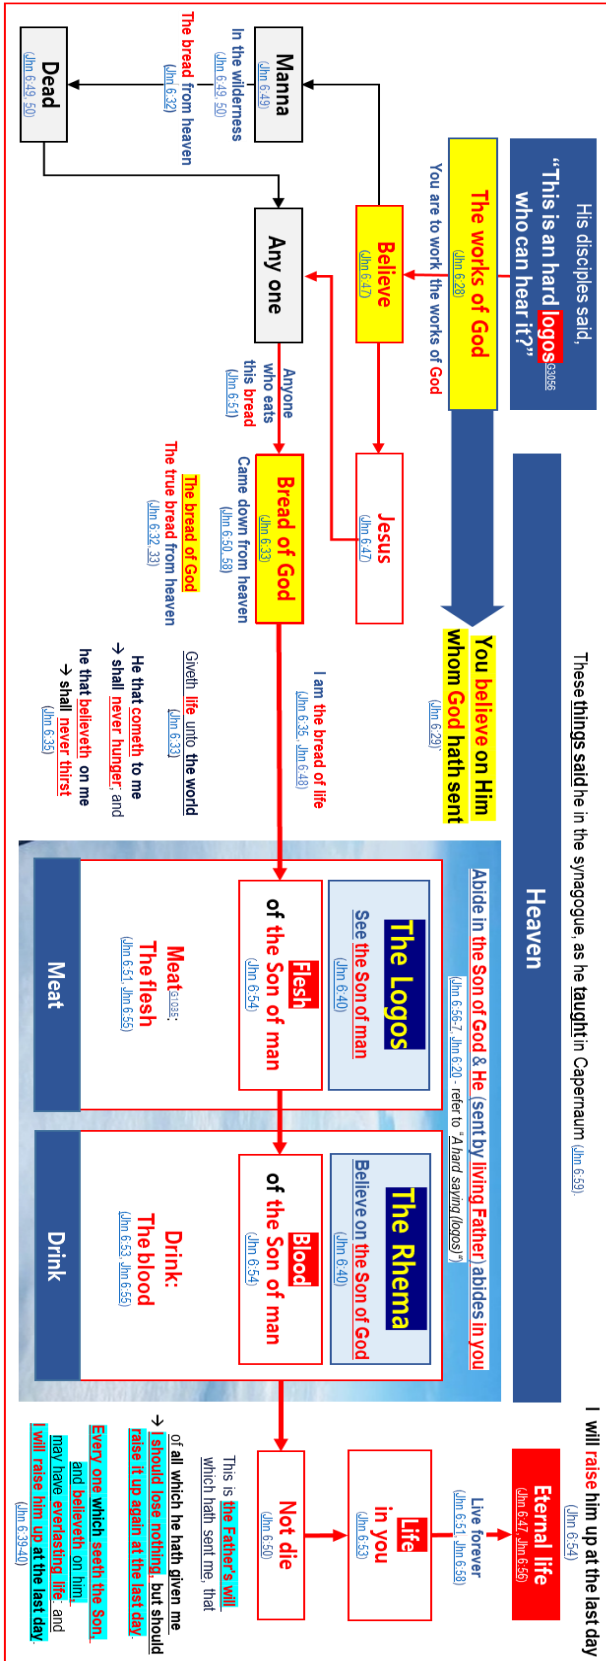 His disciples said,
“This is an hard logosG3056
who can hear it?”
These things said he in the synagogue, as he taught in Capernaum (Jhn 6:59).
I will raise him up at the last day
(Jhn 6:54)
Heaven
Eternal life
(Jhn 6:47, Jhn 6:56)
The works of God
(Jhn 6:28)
You are to work the works of God
You believe on Him
whom God hath sent
(Jhn 6:29)
Abide in the Son of God & He (sent by living Father) abides in you
(Jhn 6:56-7, Jhn 6:20 - refer to “A hard saying (logos)”)
Live forever
(Jhn 6:51, Jhn 6:58)
Believe
(Jhn 6:47)
Jesus
(Jhn 6:47)
The Logos
See the Son of man
(Jhn 6:40)
The Rhema
Believe on the Son of God
(Jhn 6:40)
Life
in you
(Jhn 6:53)
Manna
(Jhn 6:49)
In the wilderness
(Jhn 6:49, 50)
The bread from heaven
(Jhn 6:32)
Any one
Anyone
who eats
this bread
(Jhn 6:51)
Bread of God
(Jhn 6:33)
Came down from heaven
(Jhn 6:50, 58)
The bread of God
The true bread from heaven
(Jhn 6:32, 33)
I am the bread of life
(Jhn 6:35, Jhn 6:48)
Giveth life unto the world
(Jhn 6:33)
He that cometh to me
→ shall never hunger; and
he that believeth on me
→ shall never thirst
(Jhn 6:35)
Flesh
of the Son of man
(Jhn 6:54)
Meat G1035:
The flesh
(Jhn 6:51, Jhn 6:55)
Meat
Blood
of the Son of man
(Jhn 6:54)
Drink:
The blood
(Jhn 6:53, Jhn 6:55)
Drink
Not die
(Jhn 6:50)
This is the Father's will
which hath sent me, that
of all which he hath given me
→ I should lose nothing, but should
raise it up again at the last day.
Every one which seeth the Son,
and believeth on him,
may have everlasting life: and
I will raise him up at the last day.
(Jhn 6:39-40)
Dead
(Jhn 6:49, 50)